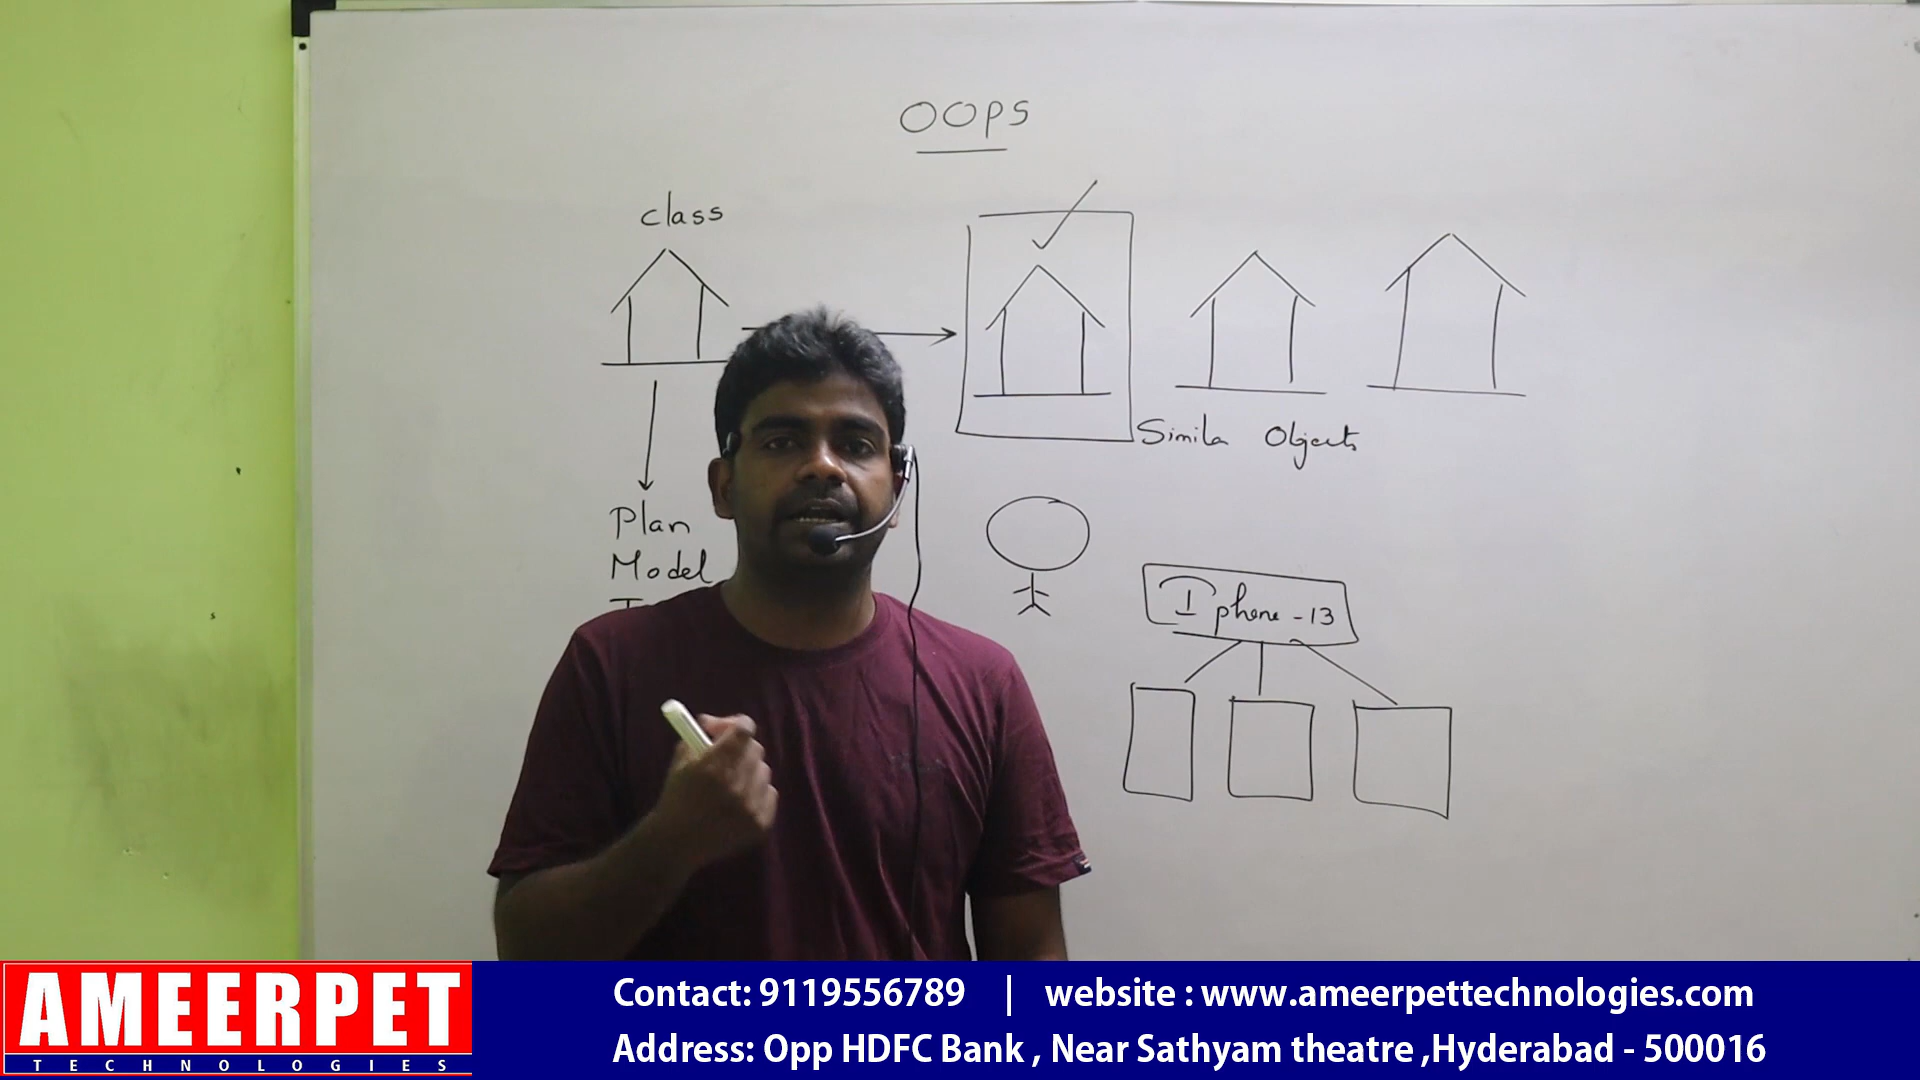 OOPS
class
Simila Objects
Plan
Model
Iphone-13
AMEERPET
TECHNOLOGIES
Contact: 9119556789 | website : www.ameerpettechnologies.com
Address: Opp HDFC Bank , Near Sathyam theatre ,Hyderabad - 500016